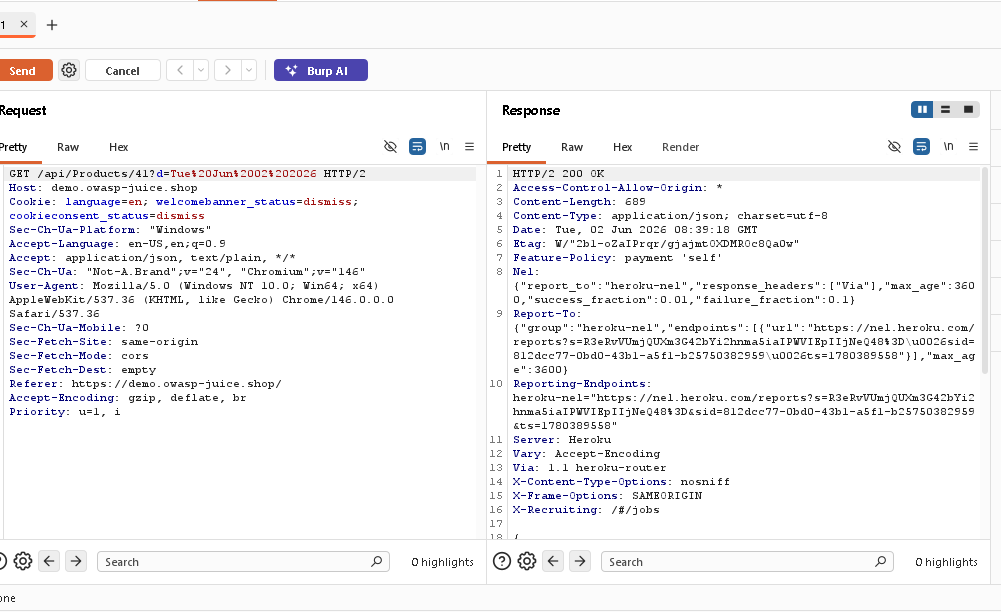 1 ×  +
Send  Cancel  <  >  Burp AI
Request
Pretty  Raw  Hex  \n
GET /api/Products/41?d=Tue%20Jun%2002%202026 HTTP/2
Host: demo.owasp-juice.shop
Cookie: language=en; welcomebanner_status=dismiss;
cookieconsent_status=dismiss
Sec-Ch-Ua-Platform: "Windows"
Accept-Language: en-US,en;q=0.9
Accept: application/json, text/plain, */*
Sec-Ch-Ua: "Not-A.Brand";v="24", "Chromium";v="146"
User-Agent: Mozilla/5.0 (Windows NT 10.0; Win64; x64)
AppleWebKit/537.36 (KHTML, like Gecko) Chrome/146.0.0.0
Safari/537.36
Sec-Ch-Ua-Mobile: ?0
Sec-Fetch-Site: same-origin
Sec-Fetch-Mode: cors
Sec-Fetch-Dest: empty
Referer: https://demo.owasp-juice.shop/
Accept-Encoding: gzip, deflate, br
Priority: u=1, i
Search  0 highlights
Response
Pretty  Raw  Hex  Render  \n
1 HTTP/2 200 OK
2 Access-Control-Allow-Origin: *
3 Content-Length: 689
4 Content-Type: application/json; charset=utf-8
5 Date: Tue, 02 Jun 2026 08:39:18 GMT
6 Etag: W/"2b1-oZaIPrqr/gjajmtOXDMR0c8QaOw"
7 Feature-Policy: payment 'self'
8 Nel:
{"report_to":"heroku-nel","response_headers":["Via"],"max_age":360
0,"success_fraction":0.01,"failure_fraction":0.1}
9 Report-To:
{"group":"heroku-nel","endpoints":[{"url":"https://nel.heroku.com/
reports?s=R3eRvVUmjQUXm3G42bYi2hnma5iaIPWVIEpIIjNeQ48%3D\u0026sid=
812dcc77-0bd0-43b1-a5f1-b25750382959\u0026ts=1780389558"}],"max_ag
e":3600}
10 Reporting-Endpoints:
heroku-nel="https://nel.heroku.com/reports?s=R3eRvVUmjQUXm3G42bYi2
hnma5iaIPWVIEpIIjNeQ48%3D&sid=812dcc77-0bd0-43b1-a5f1-b25750382959
&ts=1780389558"
11 Server: Heroku
12 Vary: Accept-Encoding
13 Via: 1.1 heroku-router
14 X-Content-Type-Options: nosniff
15 X-Frame-Options: SAMEORIGIN
16 X-Recruiting: /#/jobs
17
18 {
Search  0 highlights
one